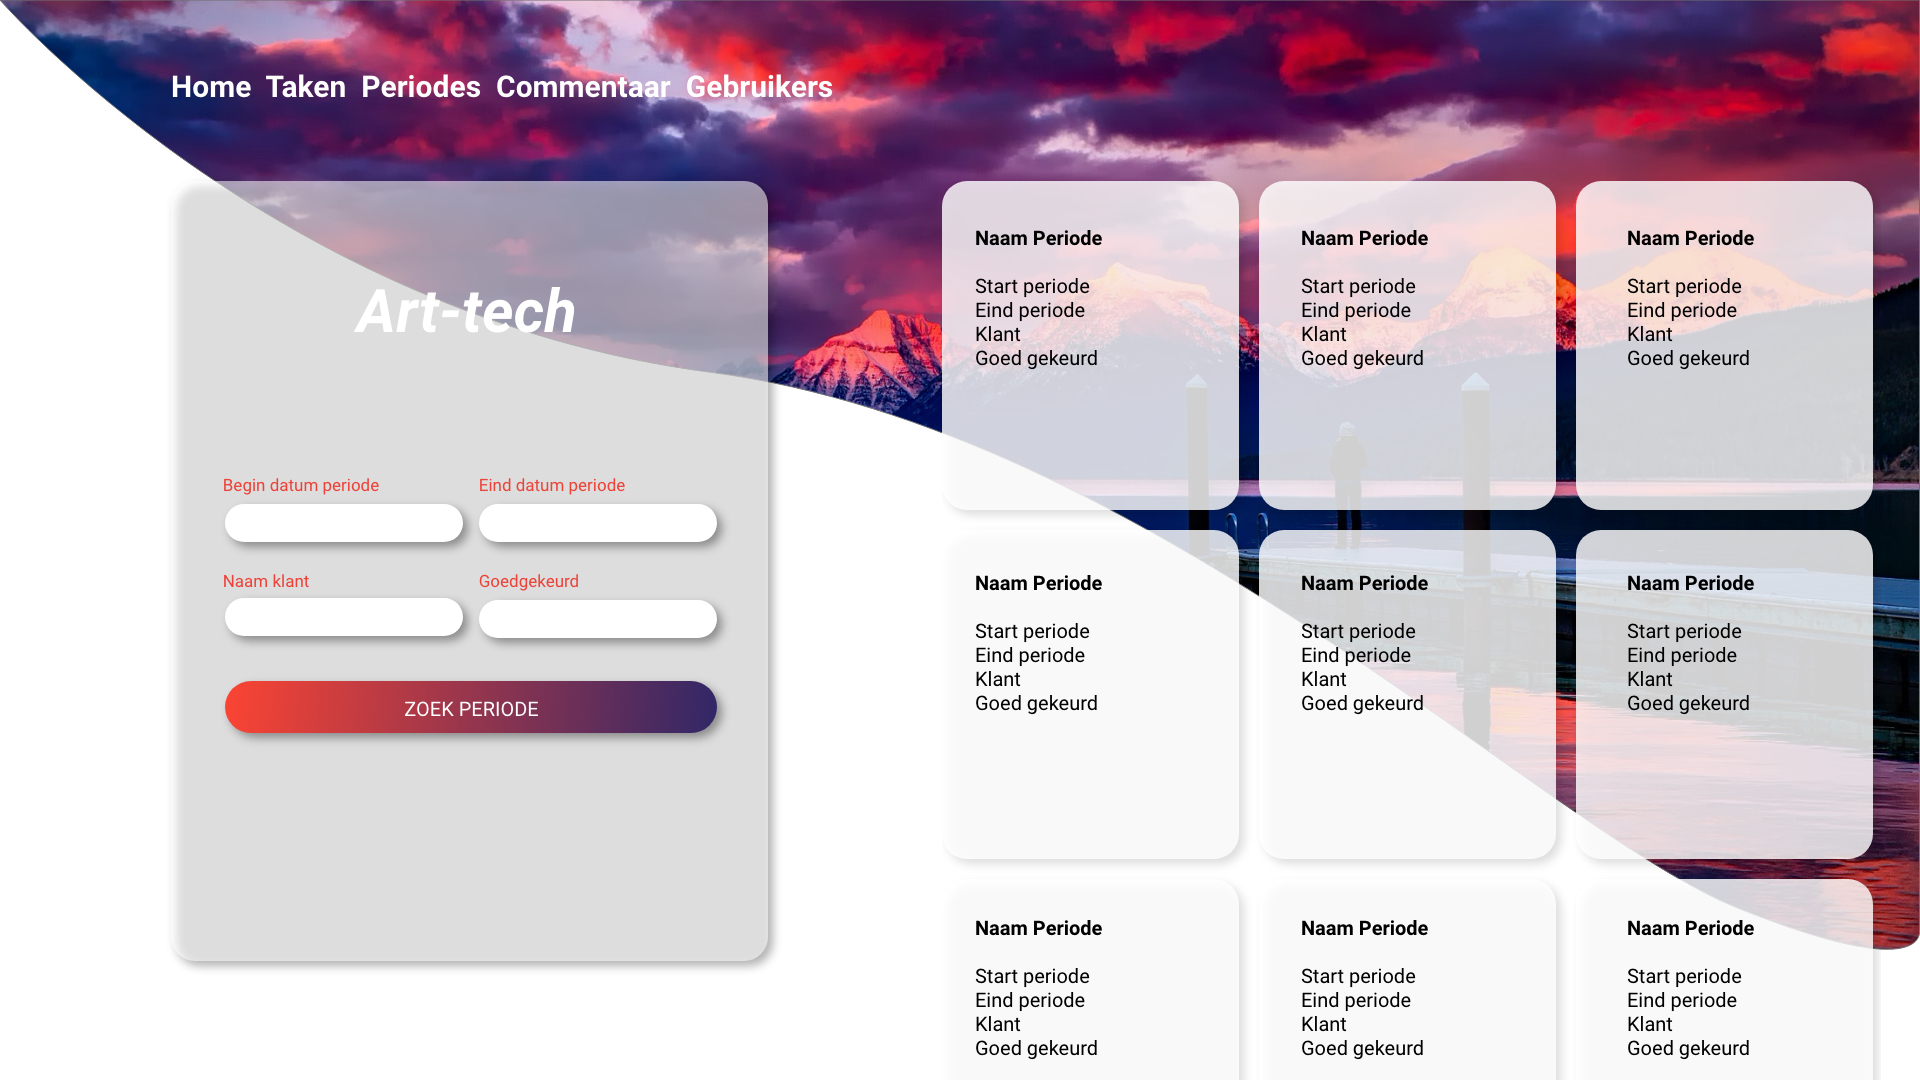 Home Taken Periodes Commentaar Gebruikers
Art-tech
Begin datum periode
Eind datum periode
Naam klant
Goedgekeurd
ZOEK PERIODE
Naam Periode
Start periode
Eind periode
Klant
Goed gekeurd
Naam Periode
Start periode
Eind periode
Klant
Goed gekeurd
Naam Periode
Start periode
Eind periode
Klant
Goed gekeurd
Naam Periode
Start periode
Eind periode
Klant
Goed gekeurd
Naam Periode
Start periode
Eind periode
Klant
Goed gekeurd
Naam Periode
Start periode
Eind periode
Klant
Goed gekeurd
Naam Periode
Start periode
Eind periode
Klant
Goed gekeurd
Naam Periode
Start periode
Eind periode
Klant
Goed gekeurd
Naam Periode
Start periode
Eind periode
Klant
Goed gekeurd